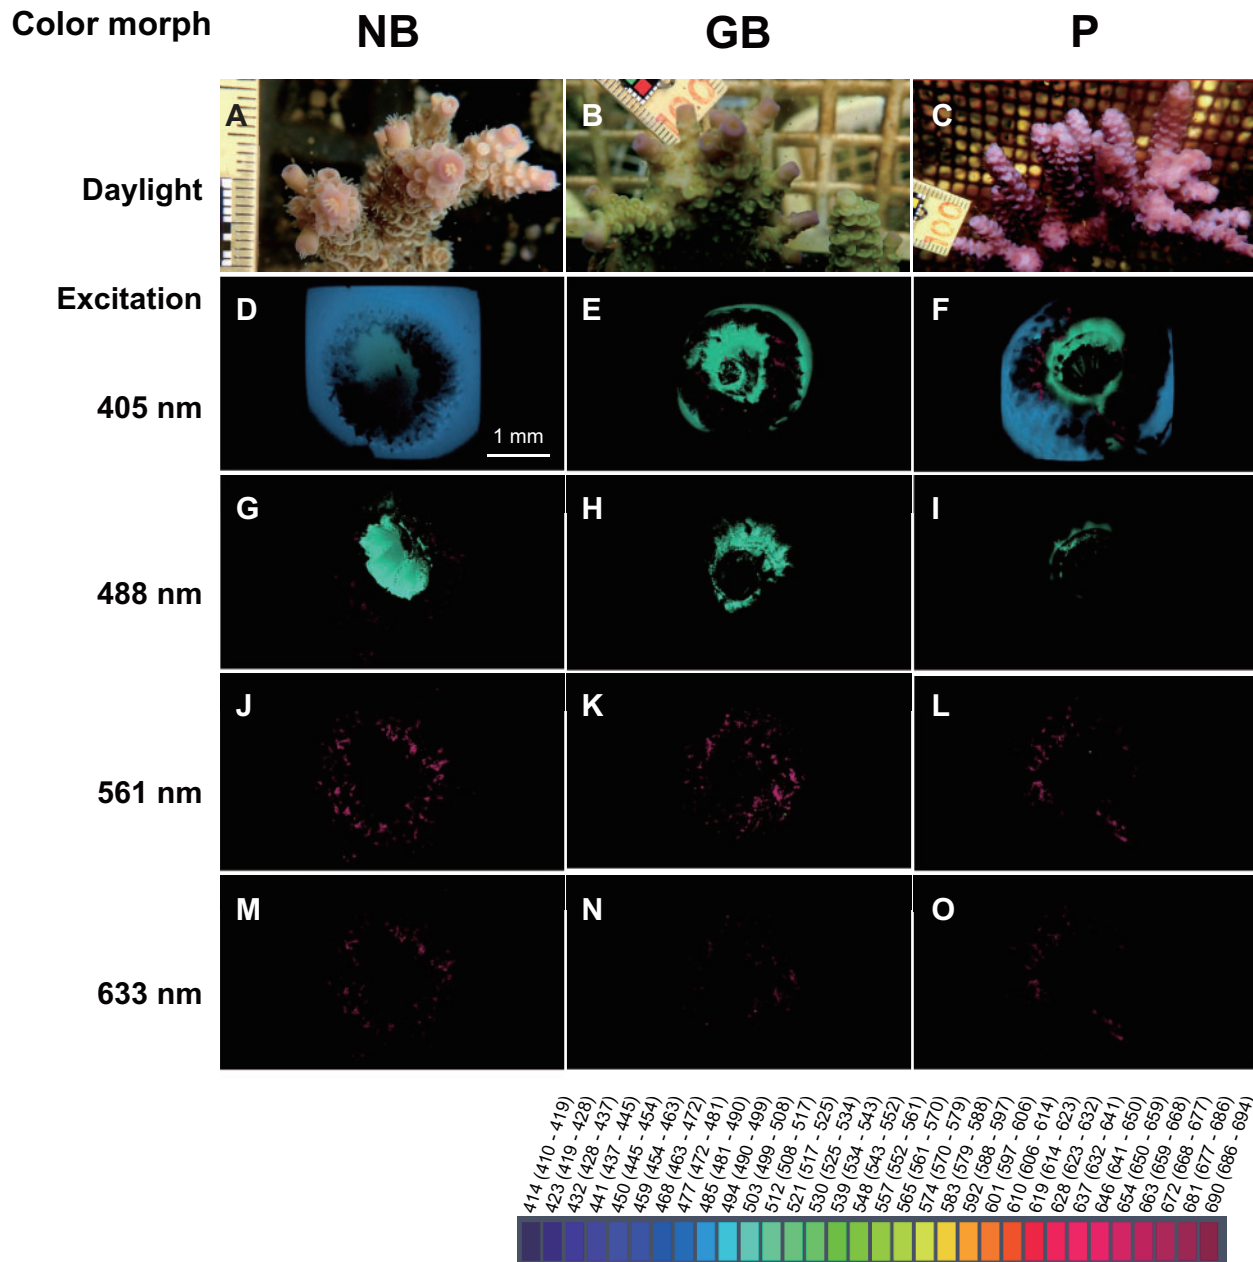 Color morph NB GB P
Daylight
A B C
100
100
Excitation
405 nm
D E F
1 mm
488 nm
G H I
561 nm
J K L
633 nm
M N O
414 (410 - 419)
423 (419 - 428)
432 (428 - 437)
441 (437 - 445)
450 (445 - 454)
459 (454 - 463)
468 (463 - 472)
477 (472 - 481)
485 (481 - 490)
494 (490 - 499)
503 (499 - 508)
512 (508 - 517)
521 (517 - 525)
530 (525 - 534)
539 (534 - 543)
548 (543 - 552)
557 (552 - 561)
565 (561 - 570)
574 (570 - 579)
583 (579 - 588)
592 (588 - 597)
601 (597 - 606)
610 (606 - 614)
619 (614 - 623)
628 (623 - 632)
637 (632 - 641)
646 (641 - 650)
654 (650 - 659)
663 (659 - 668)
672 (668 - 677)
681 (677 - 686)
690 (686 - 694)